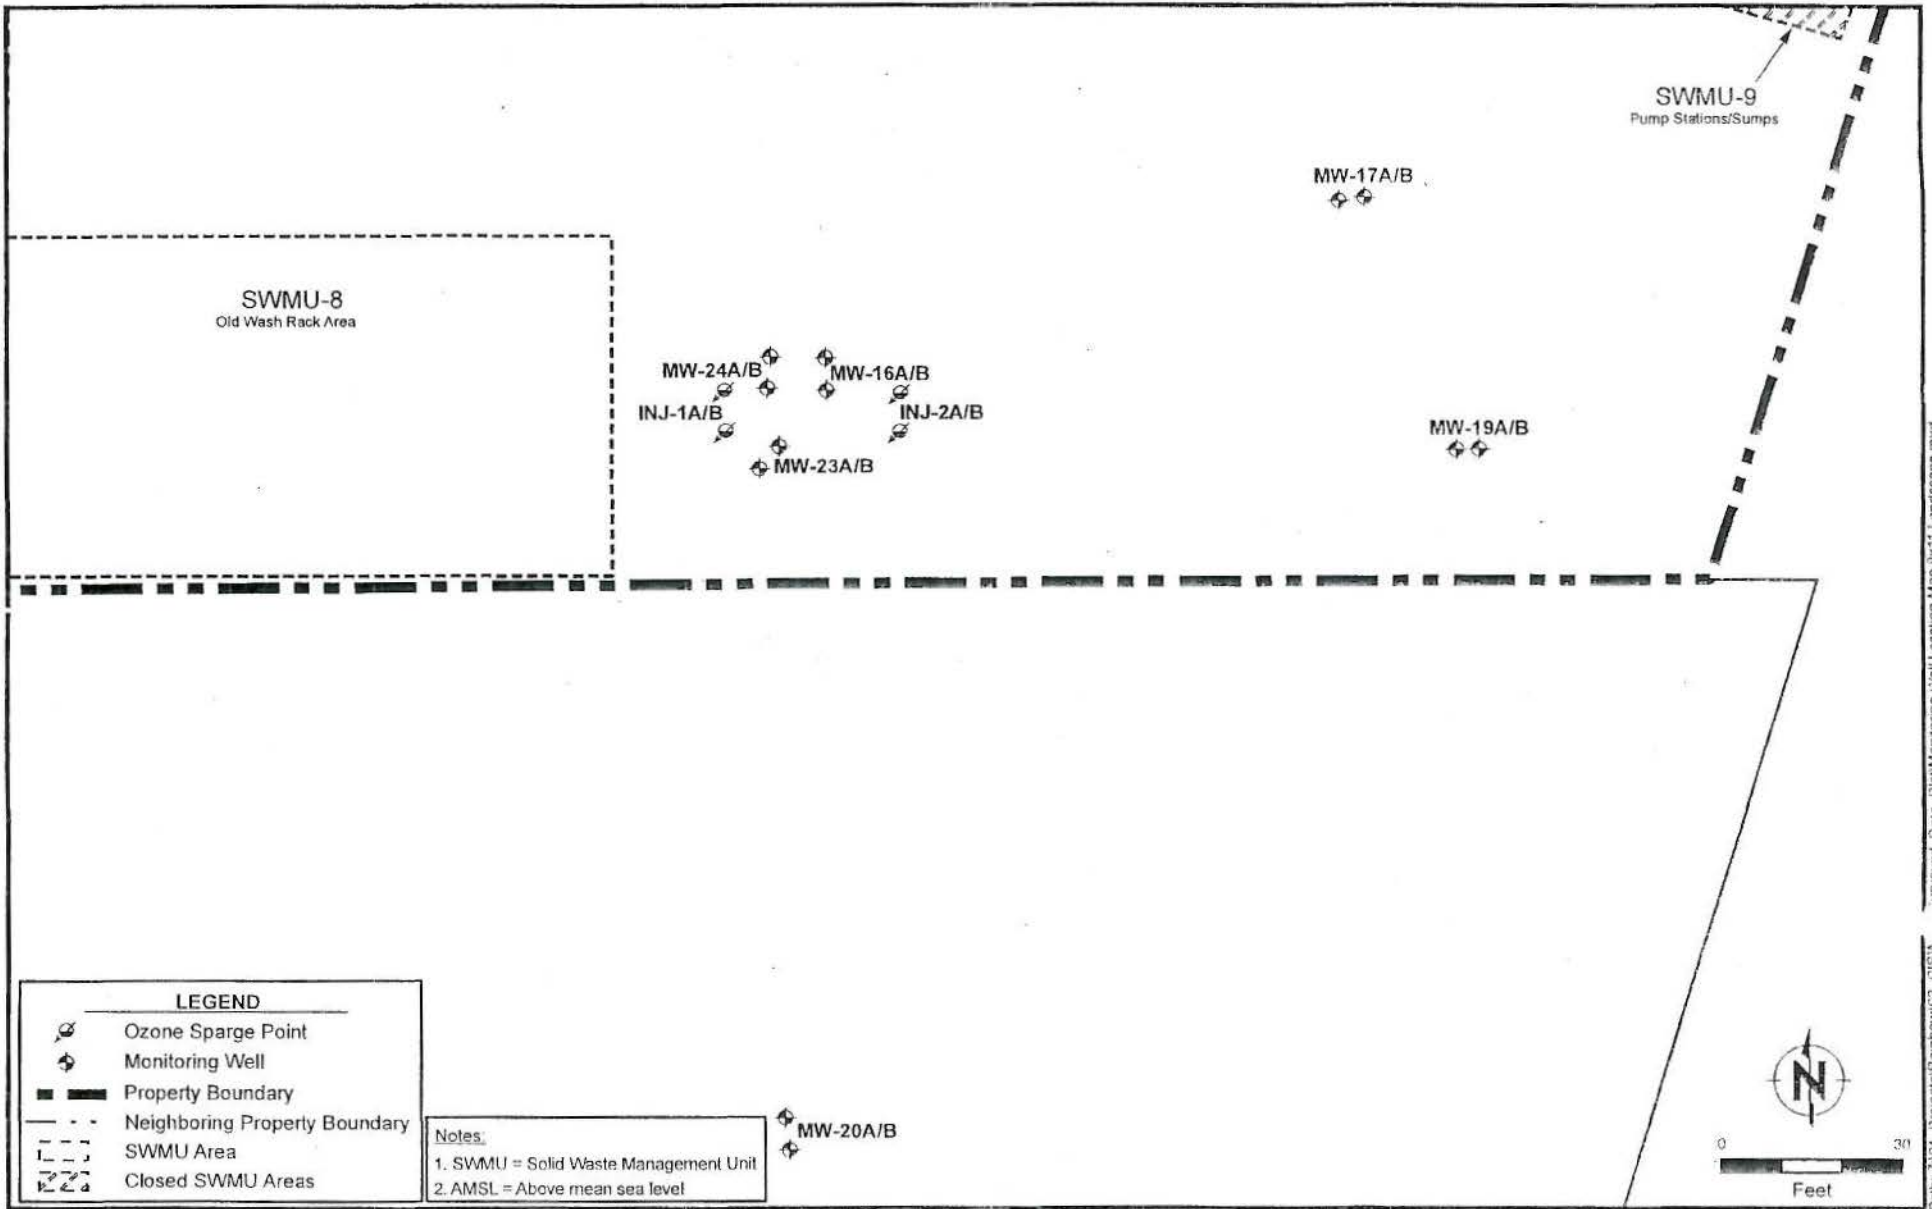 SWMU-9
Pump Stations/Sumps
MW-17A/B
SWMU-8
Old Wash Rack Area
MW-24A/B
MW-16A/B
INJ-1A/B
INJ-2A/B
MW-23A/B
MW-19A/B
LEGEND
Ozone Sparge Point
Monitoring Well
Property Boundary
Neighboring Property Boundary
SWMU Area
Closed SWMU Areas
Notes:
1. SWMU = Solid Waste Management Unit
2. AMSL = Above mean sea level
MW-20A/B
N
0 30
Feet